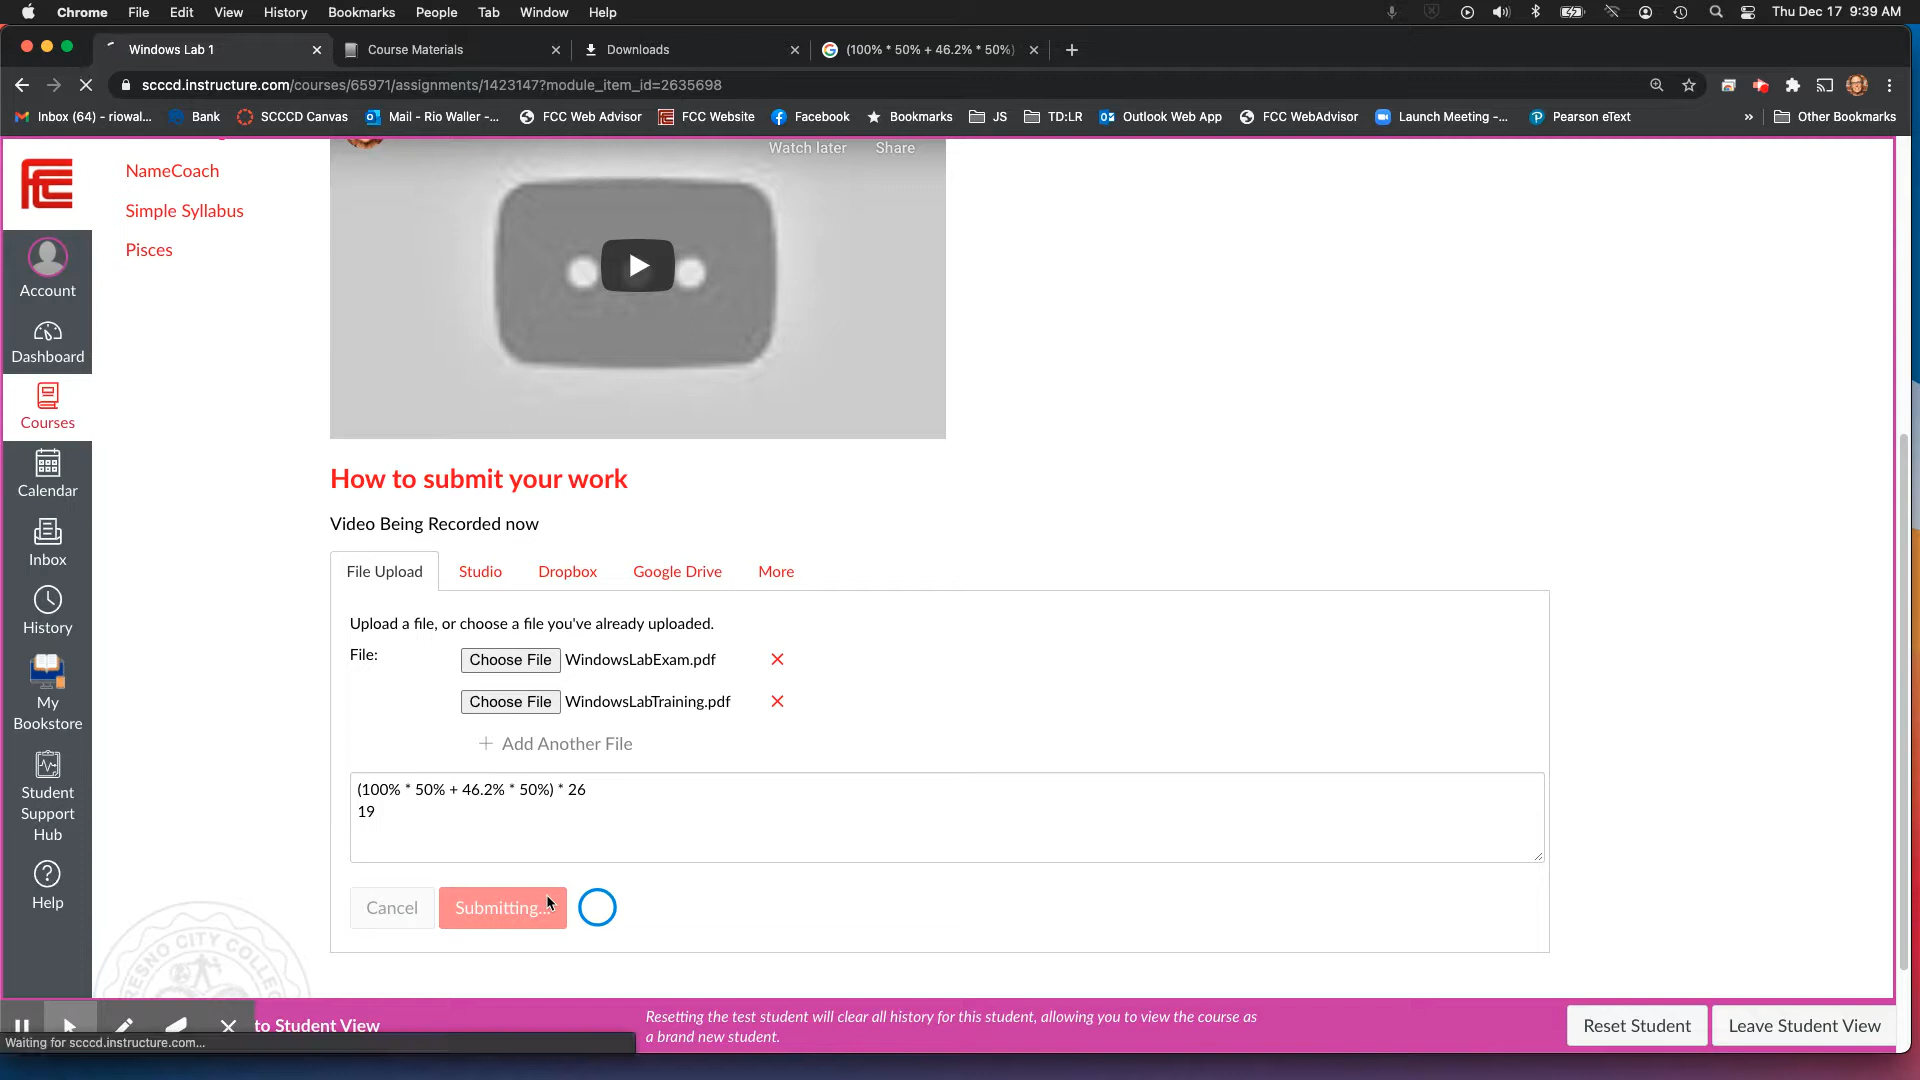 Chrome File Edit View History Bookmarks People Tab Window Help Thu Dec 17 9:39 AM
Windows Lab 1 Course Materials Downloads (100% * 50% + 46.2% * 50%)
scccd.instructure.com/courses/65971/assignments/1423147?module_item_id=2635698
Inbox (64) - riowal... Bank SCCCD Canvas Mail - Rio Waller -... FCC Web Advisor FCC Website Facebook Bookmarks JS TD:LR Outlook Web App FCC WebAdvisor Launch Meeting -... Pearson eText » Other Bookmarks
Watch later Share
NameCoach
Simple Syllabus
Pisces
Account
Dashboard
Courses
Calendar
Inbox
History
My
Bookstore
Student
Support
Hub
Help
How to submit your work
Video Being Recorded now
File Upload Studio Dropbox Google Drive More
Upload a file, or choose a file you've already uploaded.
File: Choose File WindowsLabExam.pdf
Choose File WindowsLabTraining.pdf
+ Add Another File
(100% * 50% + 46.2% * 50%) * 26
19
Cancel Submitting...
to Student View
Resetting the test student will clear all history for this student, allowing you to view the course as
a brand new student.
Reset Student Leave Student View
Waiting for scccd.instructure.com...